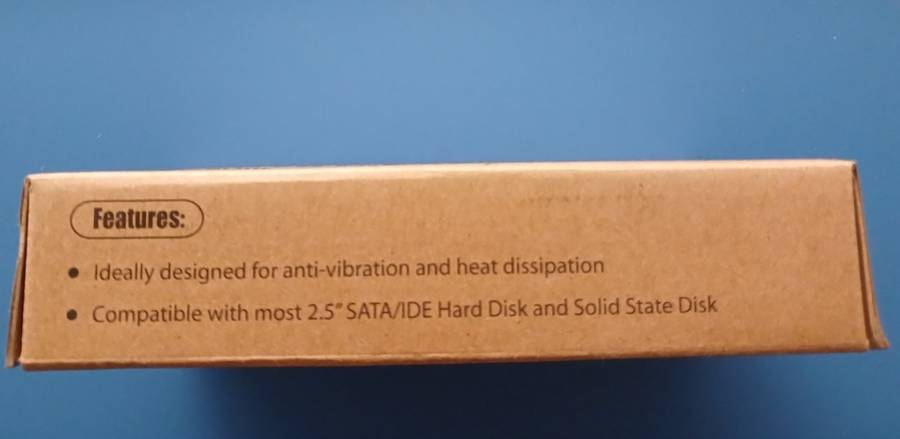 Features:
• Ideally designed for anti-vibration and heat dissipation
• Compatible with most 2.5" SATA/IDE Hard Disk and Solid State Disk